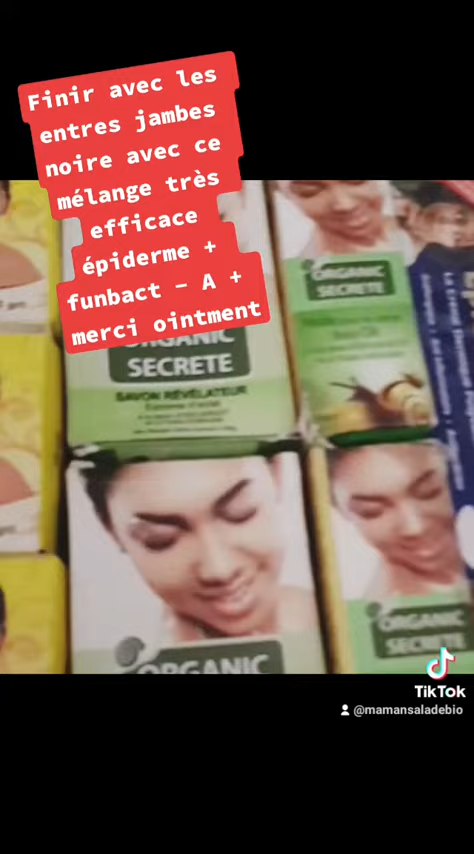 Finir avec les
entres jambes
noire avec ce
mélange très
efficace
épiderme +
funbact - A +
merci ointment
ORGANIC
SECRETE
SAVON RÉVÉLATEUR
ORGANIC
SECRETE
ORGANIC
ORGANIC
SECRETE
TikTok
@mamansaladebio